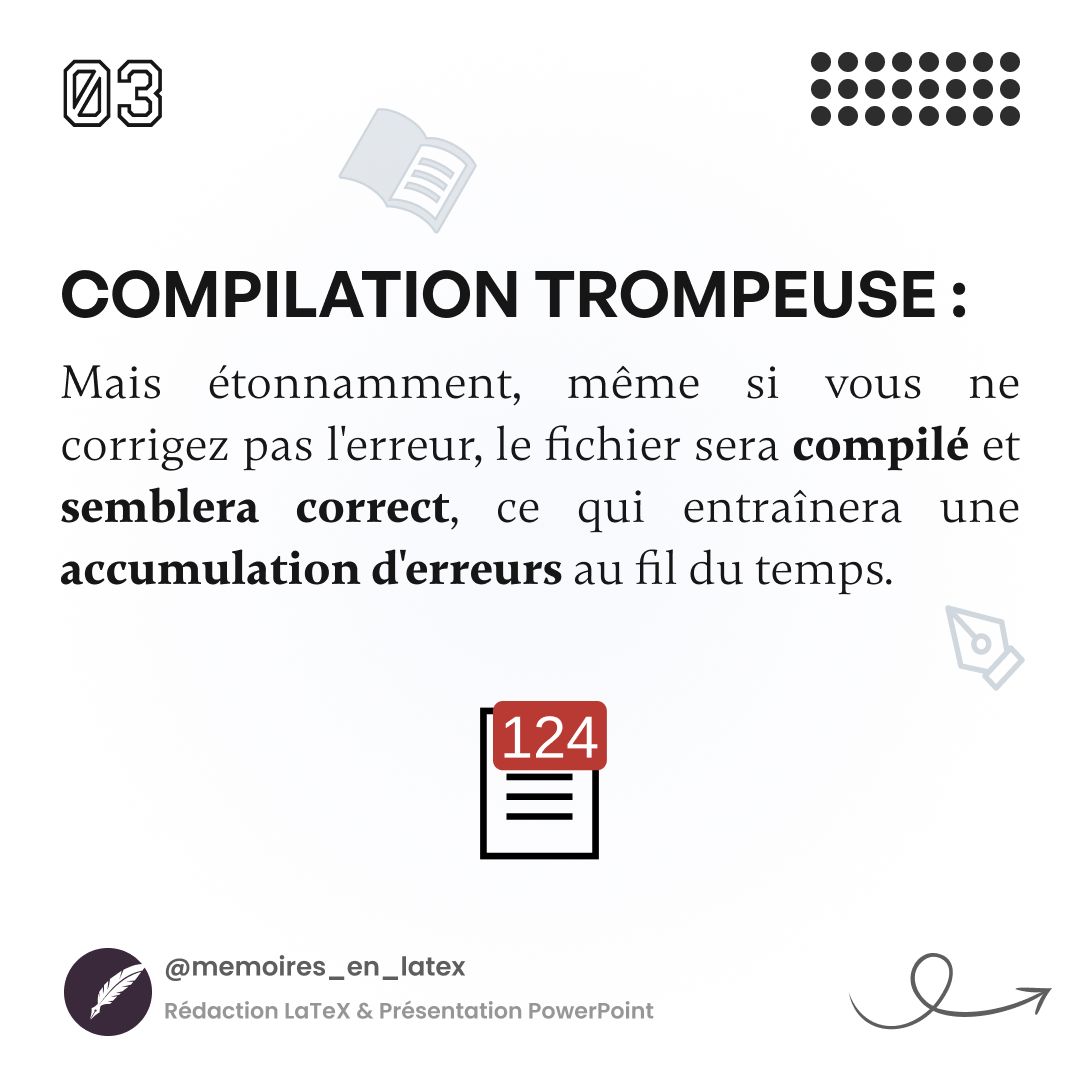 03
COMPILATION TROMPEUSE :
Mais étonnamment, même si vous ne
corrigez pas l'erreur, le fichier sera compilé et
semblera correct, ce qui entraînera une
accumulation d'erreurs au fil du temps.
124
@memoires_en_latex
Rédaction LaTeX & Présentation PowerPoint